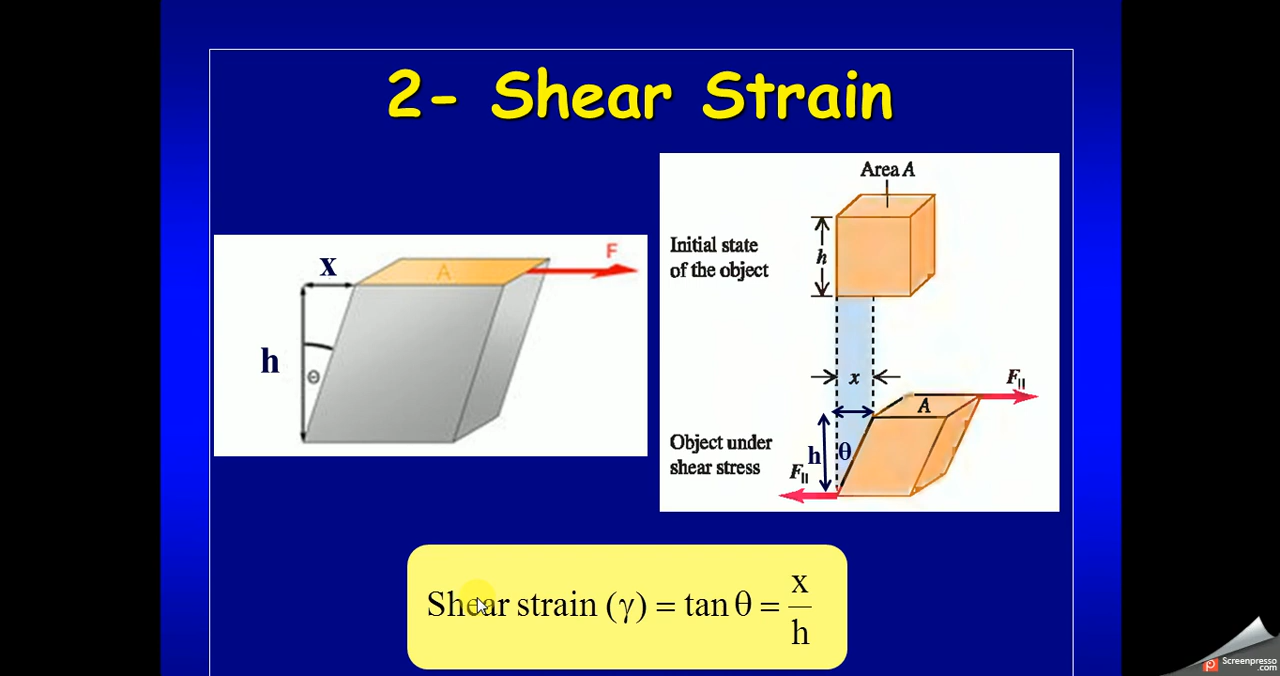 2- Shear Strain
x
A
F
h
Θ
Area A
Initial state
of the object
h
x
F||
A
Object under
shear stress
h
θ
F||
Shear strain (γ) = tan θ = x/h
Screenpresso
.com